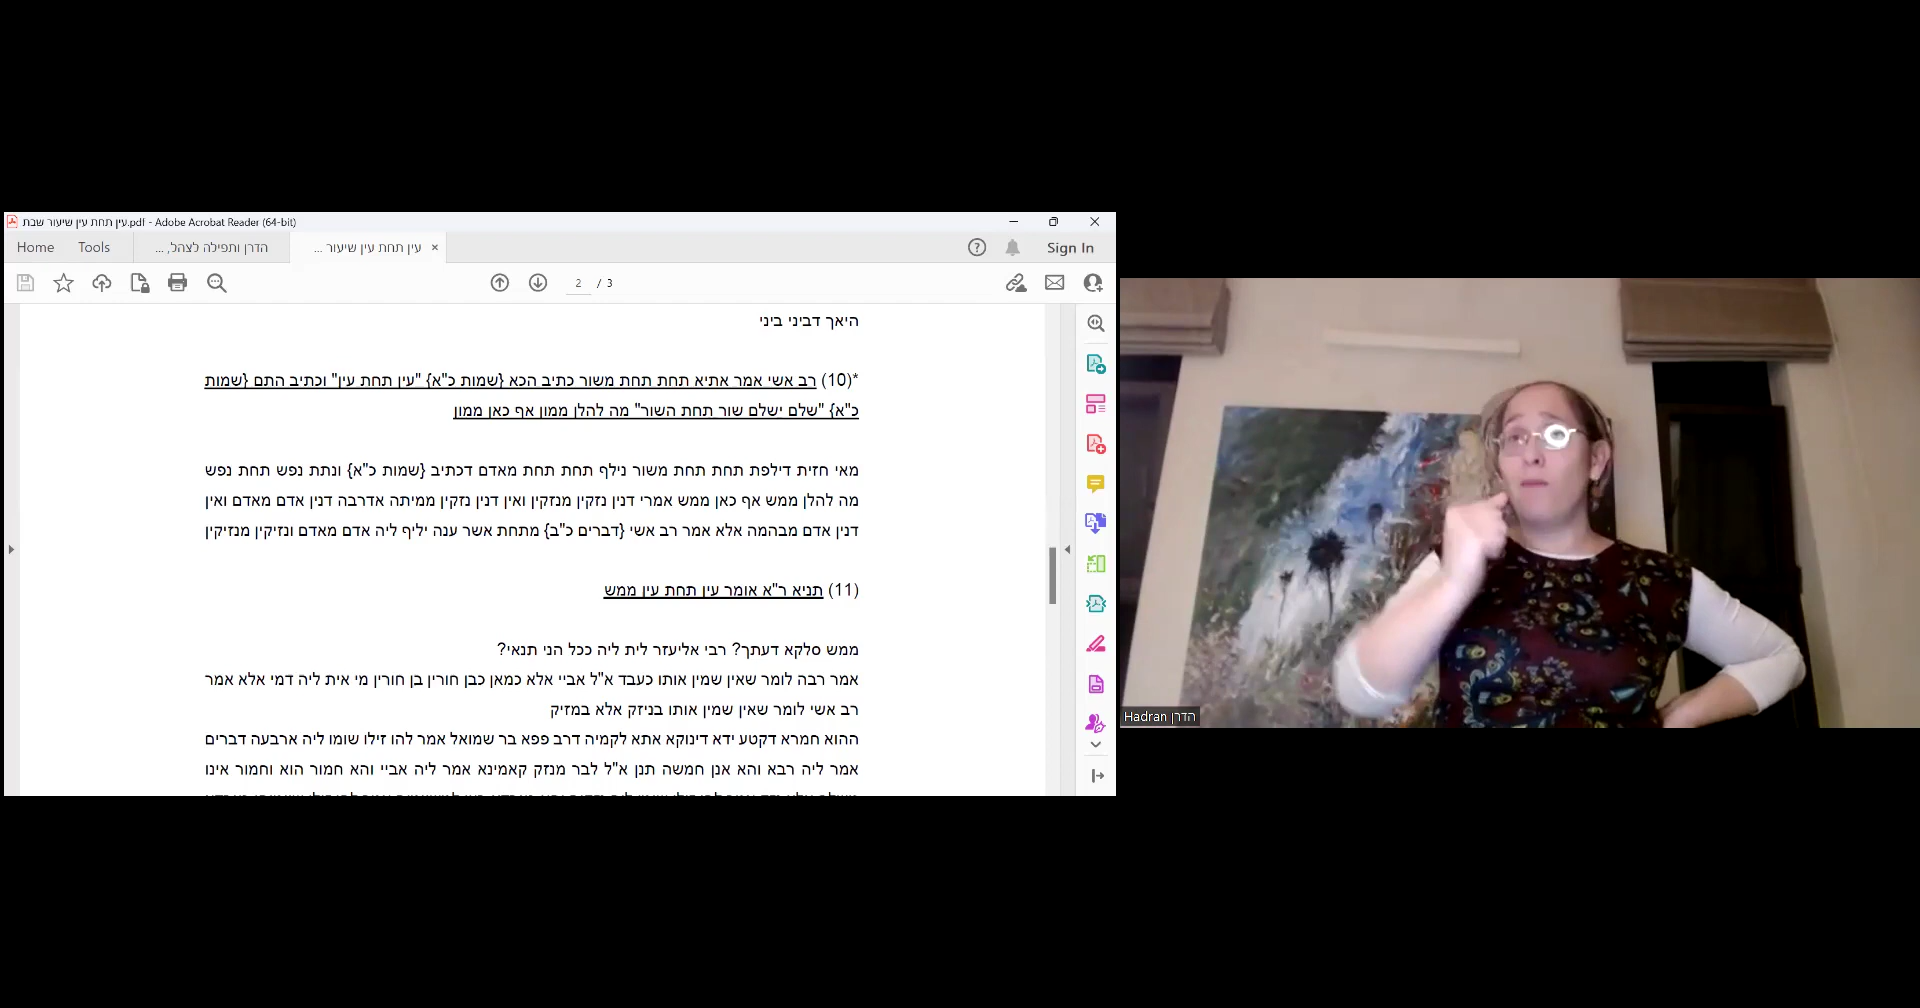 עין תחת עין שיעור שבת.pdf - Adobe Acrobat Reader (64-bit)
Home Tools הדרן ותפילה לצהל, ... עין תחת עין שיעור ... × Sign In
2 / 3
היאך דביני ביני
*(10) רב אשי אמר אתיא תחת תחת משור כתיב הכא {שמות כ"א} "עין תחת עין" וכתיב התם {שמות
כ"א} "שלם ישלם שור תחת השור" מה להלן ממון אף כאן ממון
מאי חזית דילפת תחת תחת משור נילף תחת תחת מאדם דכתיב {שמות כ"א} ונתת נפש תחת נפש
מה להלן ממש אף כאן ממש אמרי דנין נזקין מנזקין ואין דנין נזקין ממיתה אדרבה דנין אדם מאדם ואין
דנין אדם מבהמה אלא אמר רב אשי {דברים כ"ב} מתחת אשר ענה יליף ליה אדם מאדם ונזיקין מנזיקין
(11) תניא ר"א אומר עין תחת עין ממש
ממש סלקא דעתך? רבי אליעזר לית ליה ככל הני תנאי?
אמר רבה לומר שאין שמין אותו כעבד א"ל אביי אלא כמאן כבן חורין בן חורין מי אית ליה דמי אלא אמר
רב אשי לומר שאין שמין אותו בניזק אלא במזיק
ההוא חמרא דקטע ידא דינוקא אתא לקמיה דרב פפא בר שמואל אמר להו זילו שומו ליה ארבעה דברים
אמר ליה רבא והא אנן חמשה תנן א"ל לבר מנזק קאמינא אמר ליה אביי והא חמור הוא וחמור אינו
Hadran הדרן